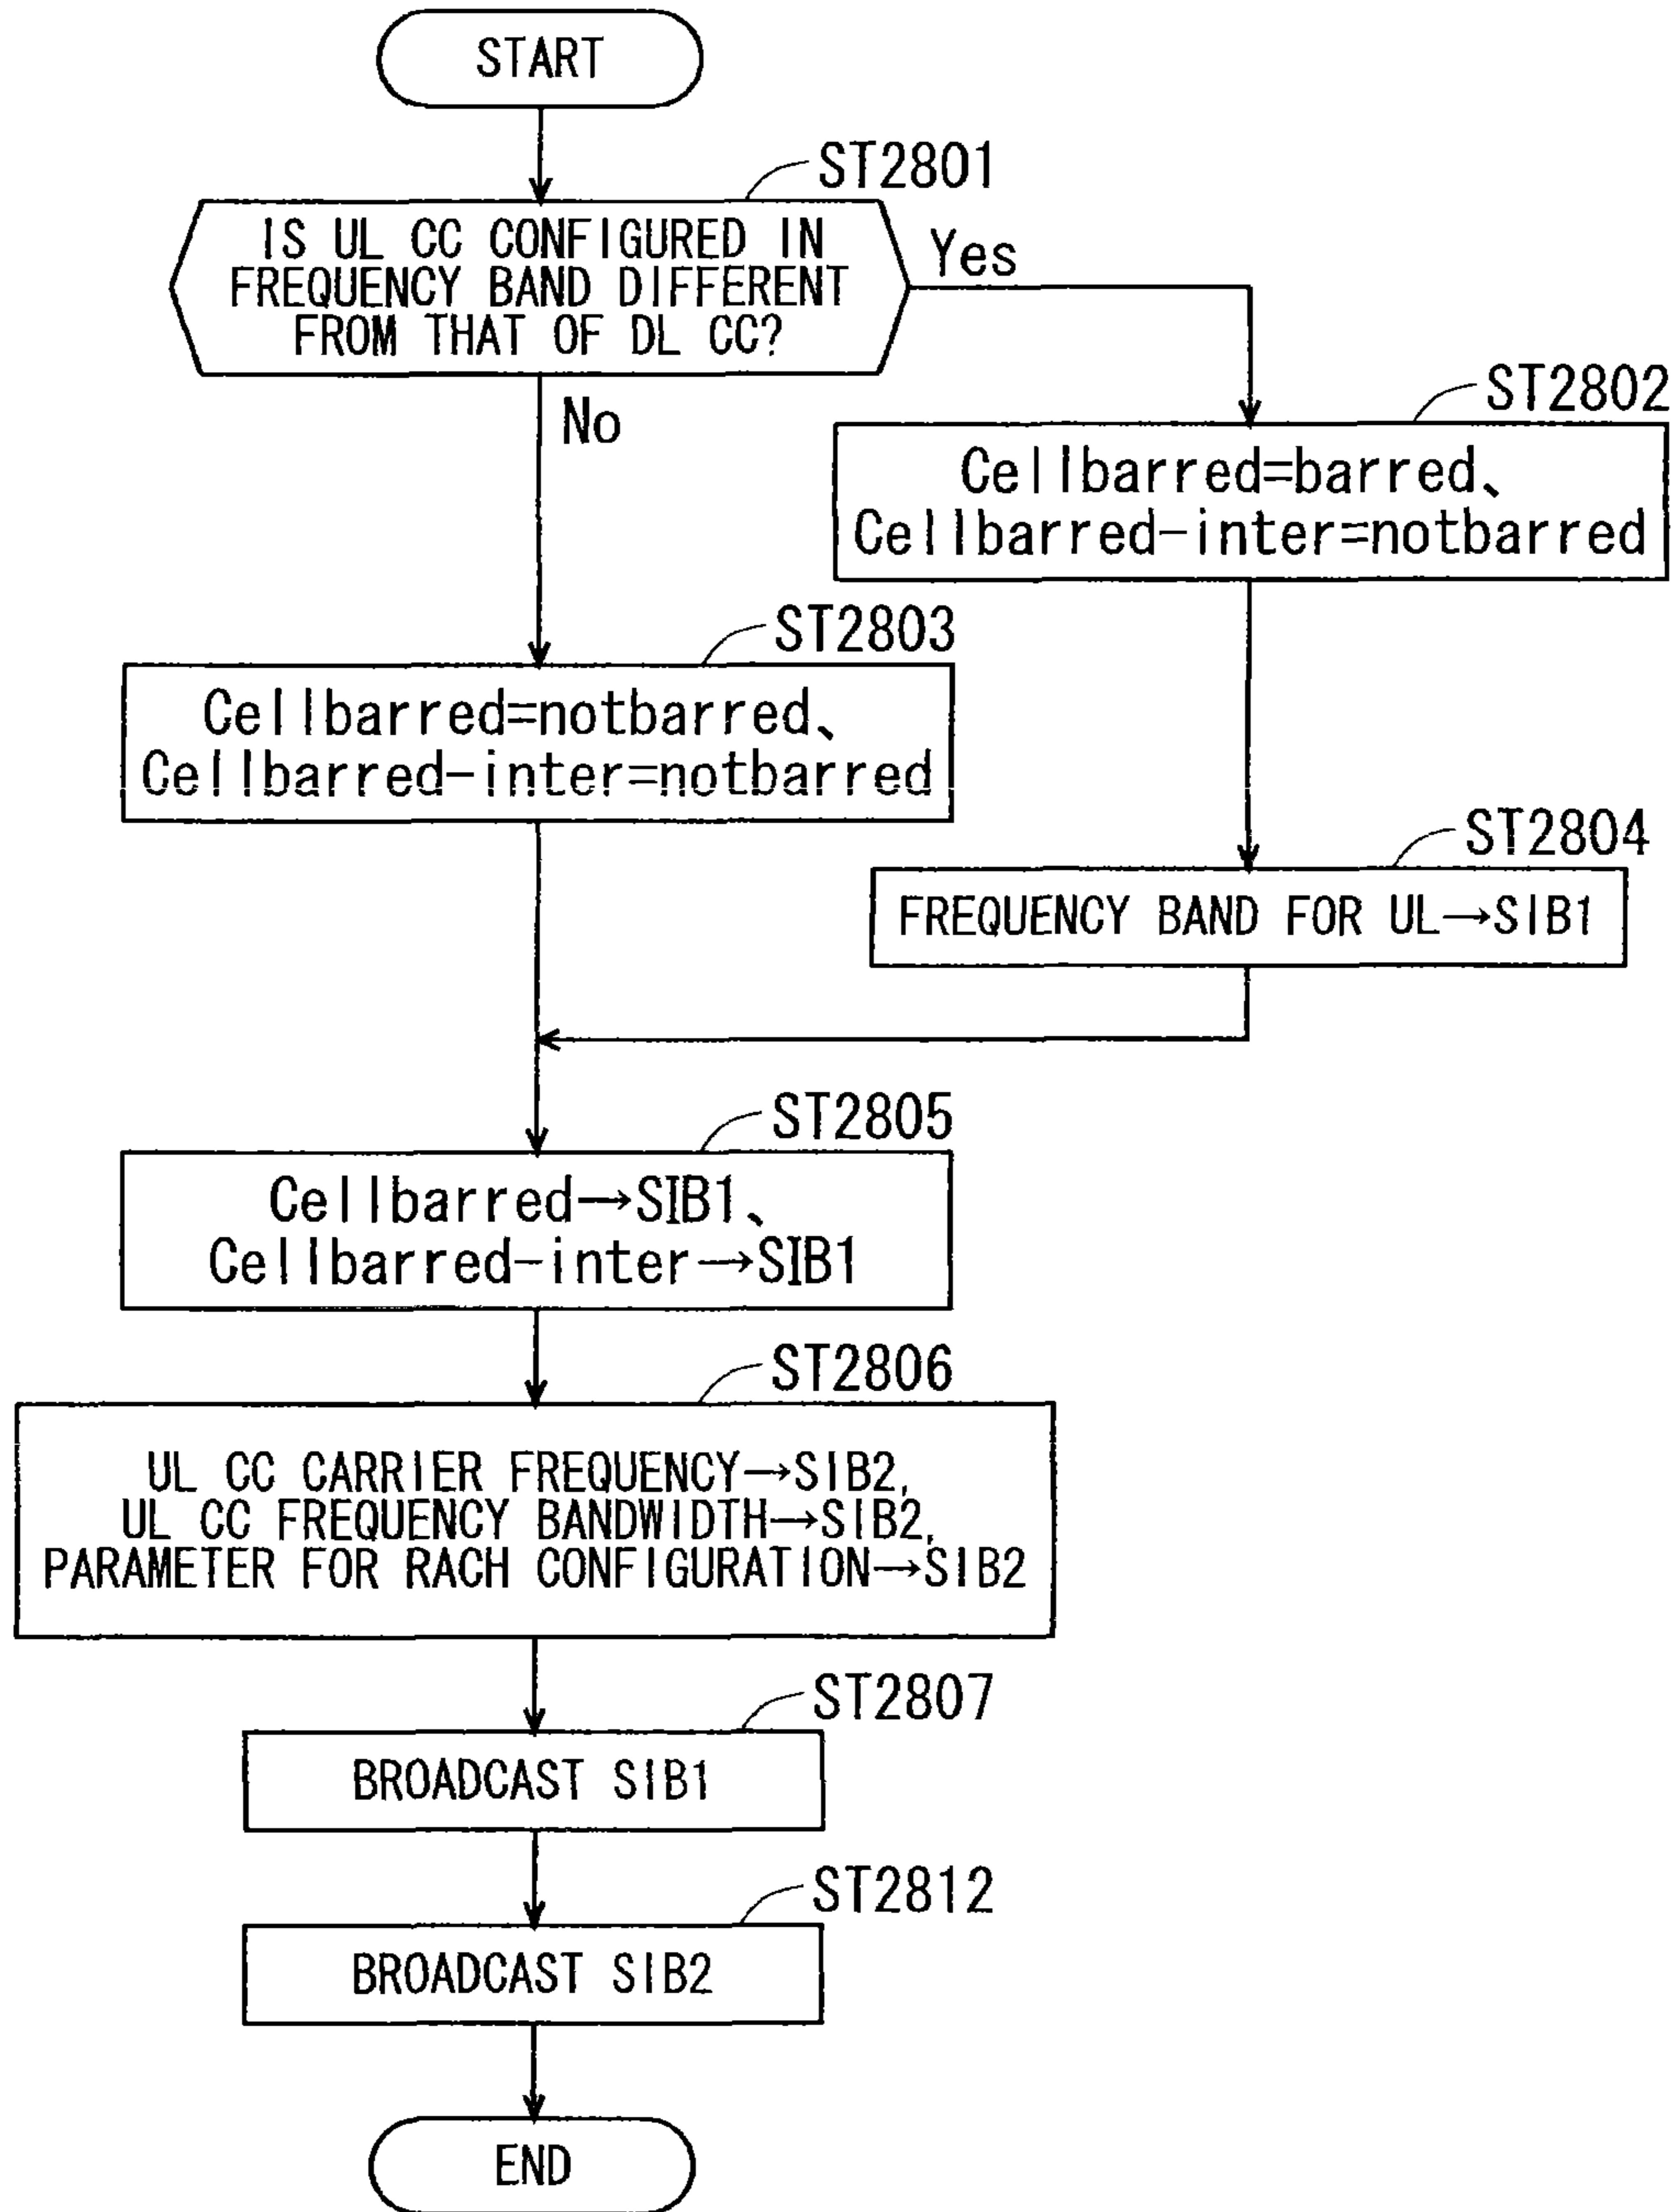 START
ST2801
IS UL CC CONFIGURED IN
FREQUENCY BAND DIFFERENT
FROM THAT OF DL CC?
Yes
No
ST2802
Cellbarred=barred、
Cellbarred-inter=notbarred
ST2803
Cellbarred=notbarred、
Cellbarred-inter=notbarred
ST2804
FREQUENCY BAND FOR UL→SIB1
ST2805
Cellbarred→SIB1、
Cellbarred-inter→SIB1
ST2806
UL CC CARRIER FREQUENCY→SIB2,
UL CC FREQUENCY BANDWIDTH→SIB2,
PARAMETER FOR RACH CONFIGURATION→SIB2
ST2807
BROADCAST SIB1
ST2812
BROADCAST SIB2
END